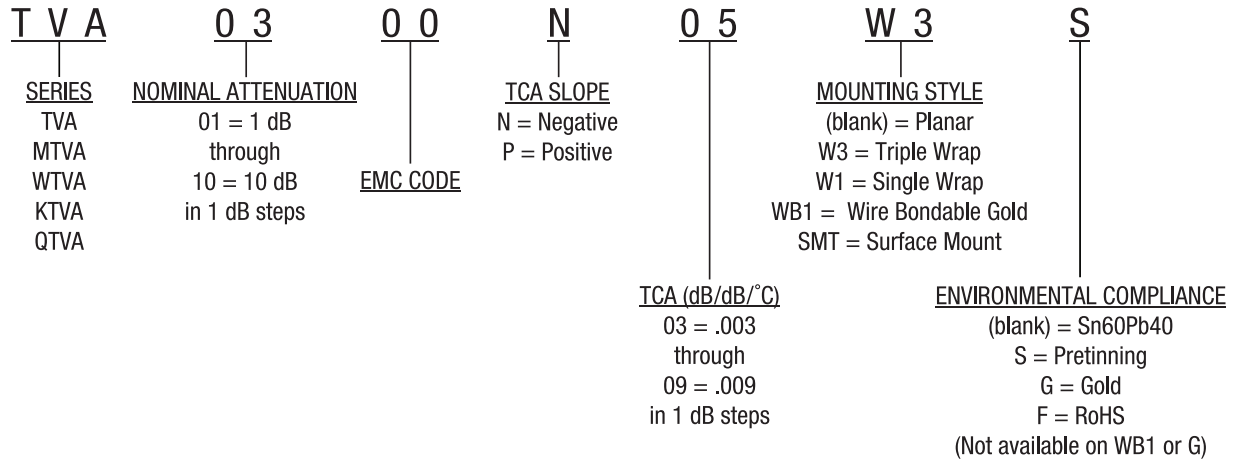 T V A 0 3 0 0 N 0 5 W 3 S
SERIES
TVA
MTVA
WTVA
KTVA
QTVA
NOMINAL ATTENUATION
01 = 1 dB
through
10 = 10 dB
in 1 dB steps
EMC CODE
TCA SLOPE
N = Negative
P = Positive
TCA (dB/dB/˚C)
03 = .003
through
09 = .009
in 1 dB steps
MOUNTING STYLE
(blank) = Planar
W3 = Triple Wrap
W1 = Single Wrap
WB1 = Wire Bondable Gold
SMT = Surface Mount
ENVIRONMENTAL COMPLIANCE
(blank) = Sn60Pb40
S = Pretinning
G = Gold
F = RoHS
(Not available on WB1 or G)